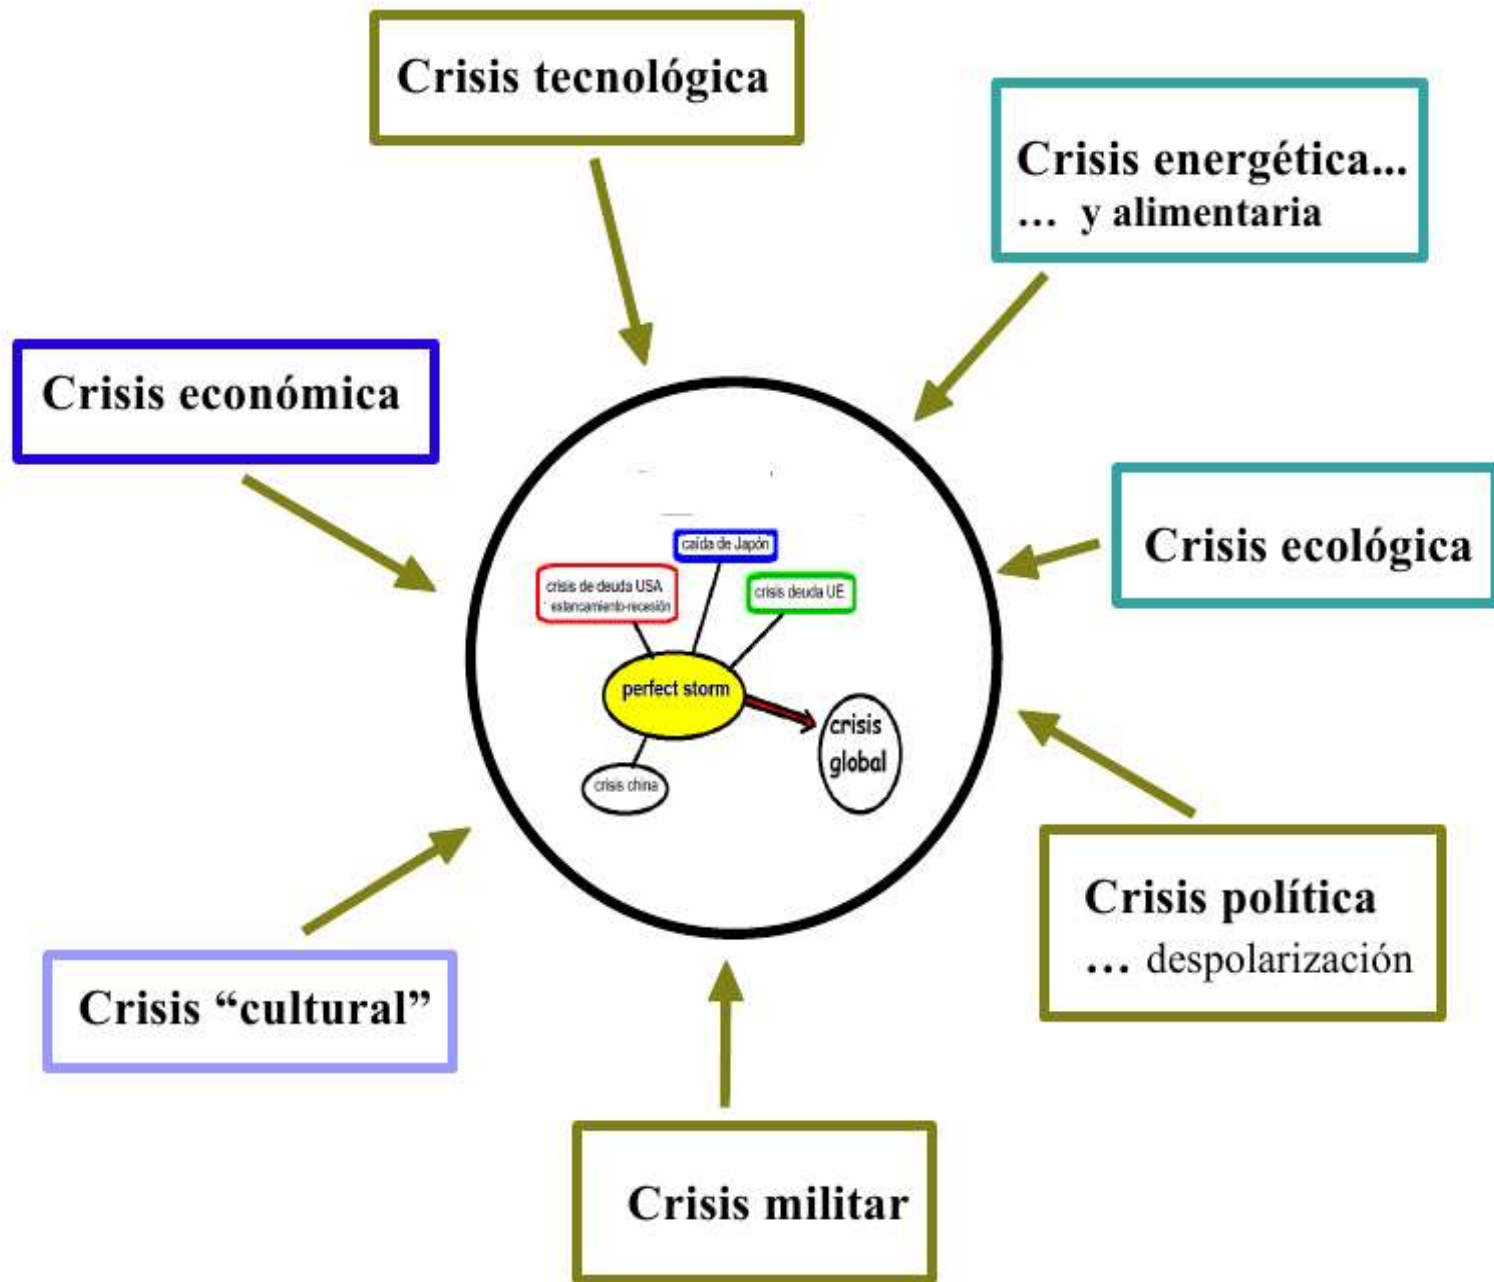 Crisis tecnológica
Crisis energética...
... y alimentaria
Crisis económica
Crisis ecológica
caída de Japón
crisis de deuda USA
estancamiento-recesión
crisis deuda UE
perfect storm
crisis
global
crisis china
Crisis política
... despolarización
Crisis “cultural”
Crisis militar